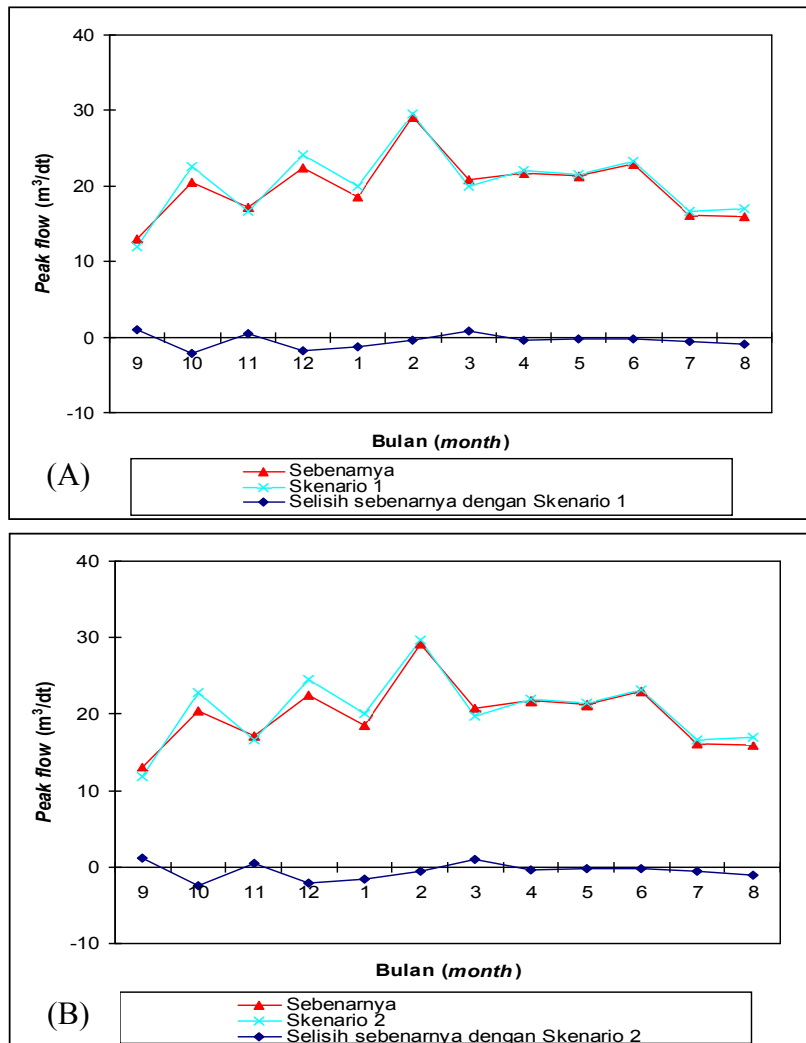 40
30
20
10
0
-10
Peak flow (m³/dt)
9 10 11 12 1 2 3 4 5 6 7 8
Bulan (month)
(A)
Sebenarnya
Skenario 1
Selisih sebenarnya dengan Skenario 1
40
30
20
10
0
-10
Peak flow (m³/dt)
9 10 11 12 1 2 3 4 5 6 7 8
Bulan (month)
(B)
Sebenarnya
Skenario 2
Selisih sebenarnya dengan Skenario 2